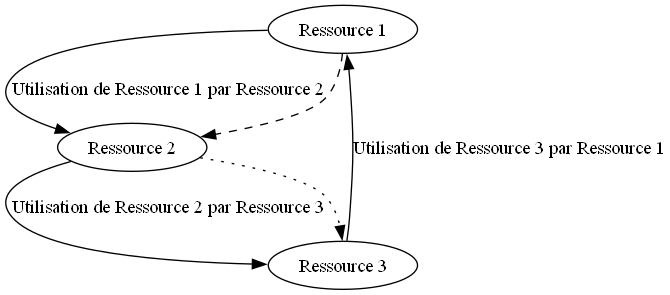 Ressource 1
Utilisation de Ressource 1 par Ressource 2
Ressource 2
Utilisation de Ressource 3 par Ressource 1
Utilisation de Ressource 2 par Ressource 3
Ressource 3